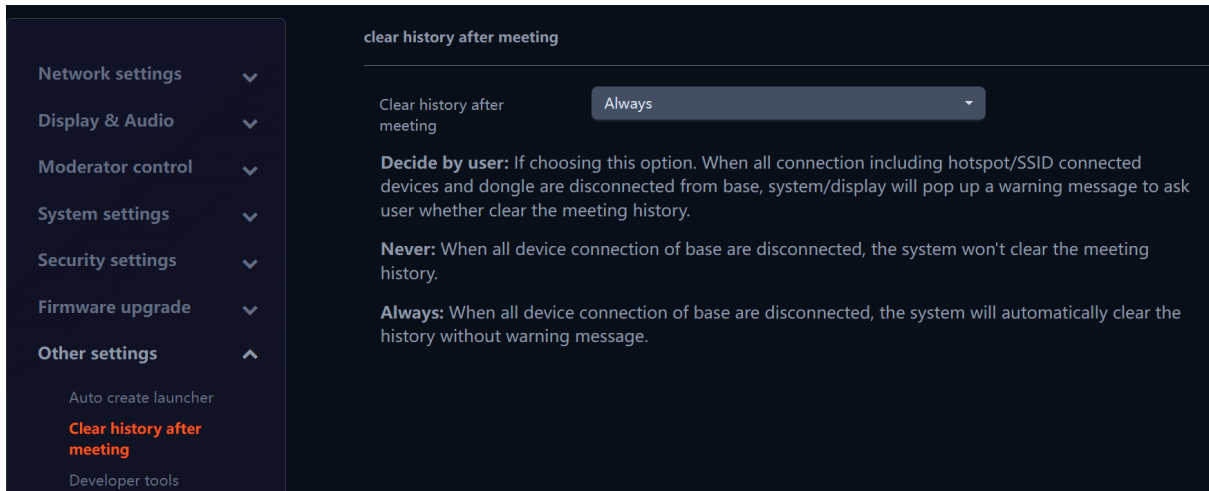 Network settings
Display & Audio
Moderator control
System settings
Security settings
Firmware upgrade
Other settings
Auto create launcher
Clear history after
meeting
Developer tools
clear history after meeting
Clear history after
meeting
Always
Decide by user: If choosing this option. When all connection including hotspot/SSID connected
devices and dongle are disconnected from base, system/display will pop up a warning message to ask
user whether clear the meeting history.
Never: When all device connection of base are disconnected, the system won't clear the meeting
history.
Always: When all device connection of base are disconnected, the system will automatically clear the
history without warning message.